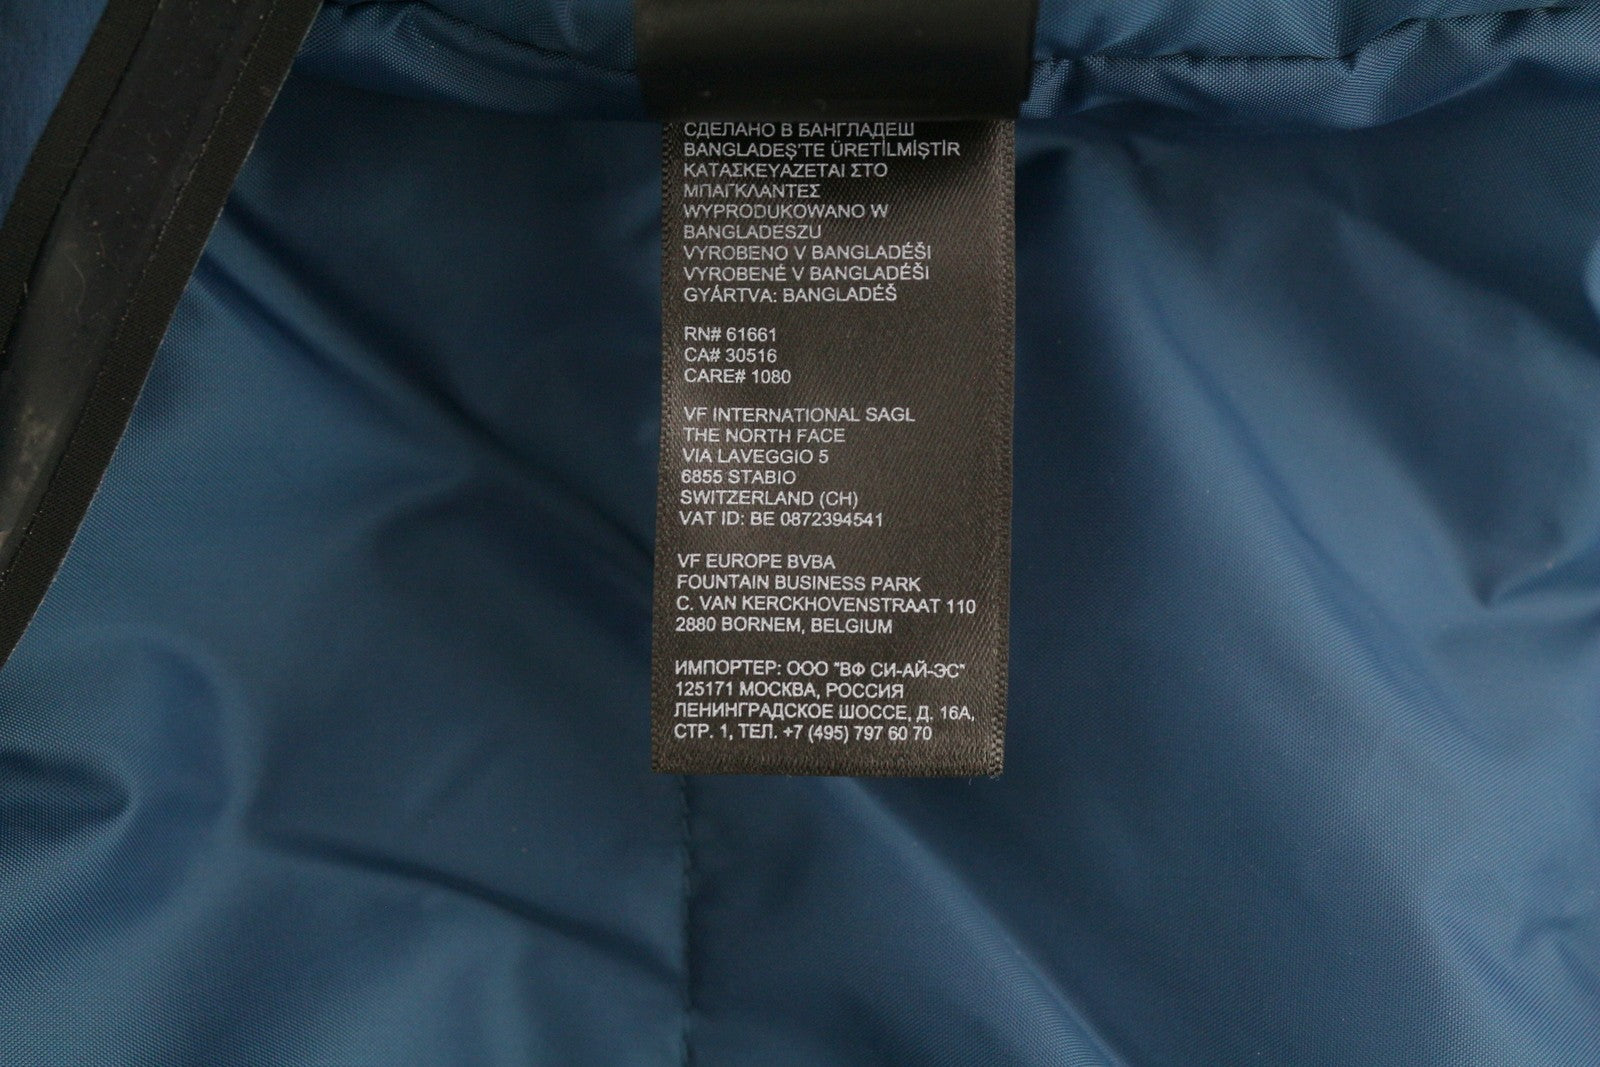 СДЕЛАНО В БАНГЛАДЕШ
BANGLADEŞ'TE ÜRETİLMİŞTİR
ΚΑΤΑΣΚΕΥΑΖΕΤΑΙ ΣΤΟ
ΜΠΑΓΚΛΑΝΤΕΣ
WYPRODUKOWANO W
BANGLADESZU
VYROBENO V BANGLADÉŠI
VYROBENÉ V BANGLADÉŠI
GYÁRTVA: BANGLADÉŠ
RN# 61661
CA# 30516
CARE# 1080
VF INTERNATIONAL SAGL
THE NORTH FACE
VIA LAVEGGIO 5
6855 STABIO
SWITZERLAND (CH)
VAT ID: BE 0872394541
VF EUROPE BVBA
FOUNTAIN BUSINESS PARK
C. VAN KERCKHOVENSTRAAT 110
2880 BORNEM, BELGIUM
ИМПОРТЕР: ООО "ВФ СИ-АЙ-ЭС"
125171 МОСКВА, РОССИЯ
ЛЕНИНГРАДСКОЕ ШОССЕ, Д. 16А,
СТР. 1, ТЕЛ. +7 (495) 797 60 70